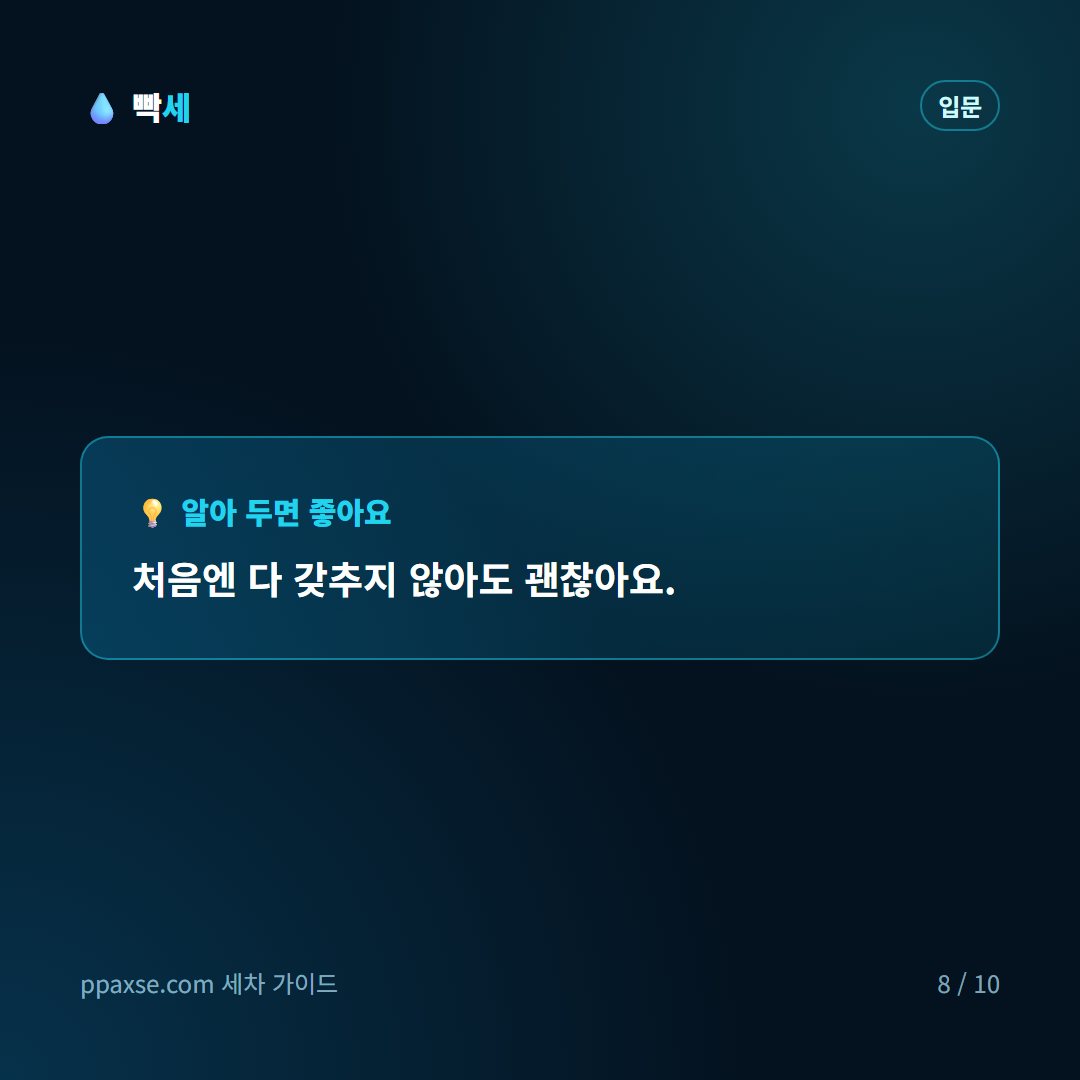 빡세
입문
알아 두면 좋아요
처음엔 다 갖추지 않아도 괜찮아요.
ppaxse.com 세차 가이드
8 / 10